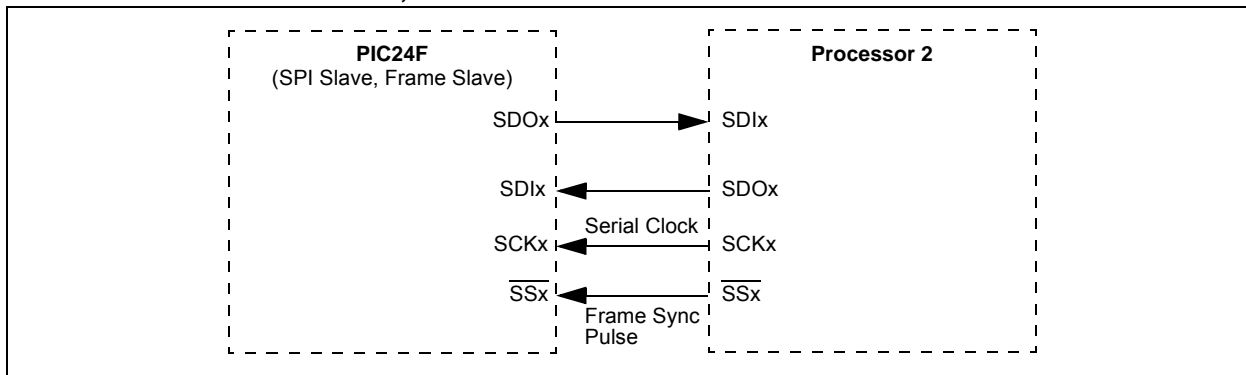 PIC24F
(SPI Slave, Frame Slave)
Processor 2
SDOx
SDIx
SDIx
SDOx
Serial Clock
SCKx
SCKx
SSx
SSx
Frame Sync
Pulse